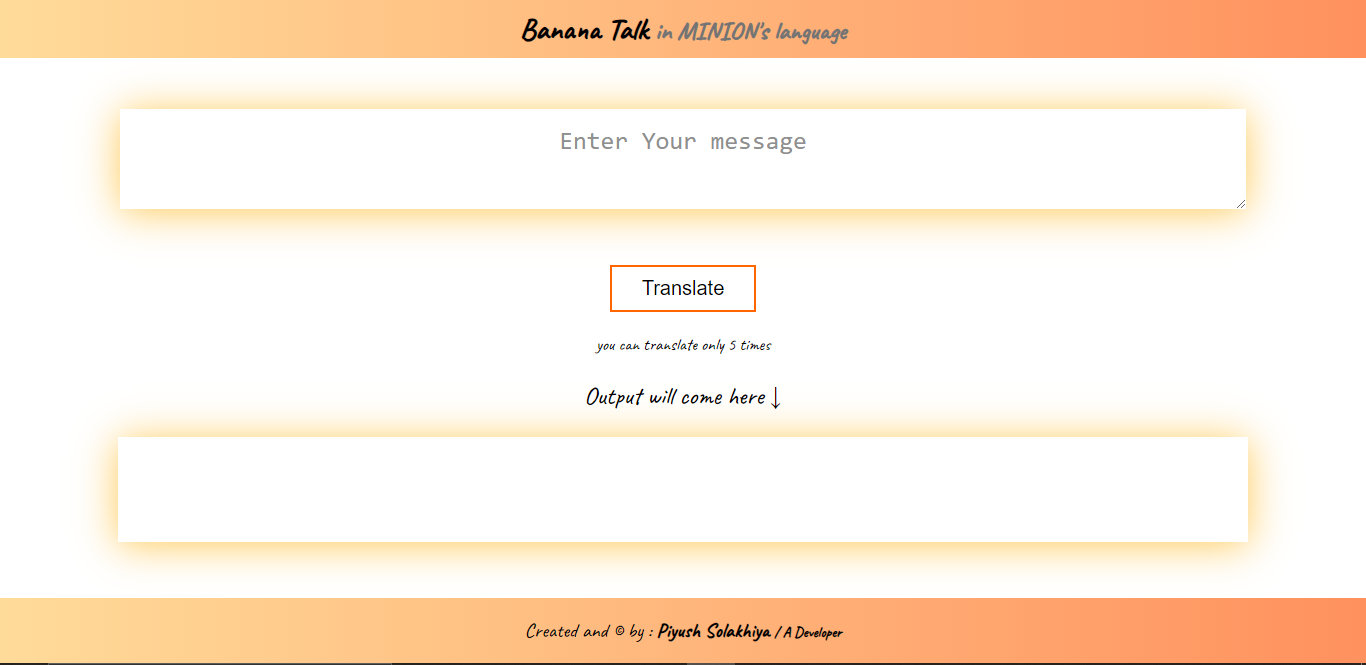 Banana Talk in MINION's language
Enter Your message
Translate
you can translate only 5 times
Output will come here ↓
Created and © by : Piyush Solakhiya / A Developer